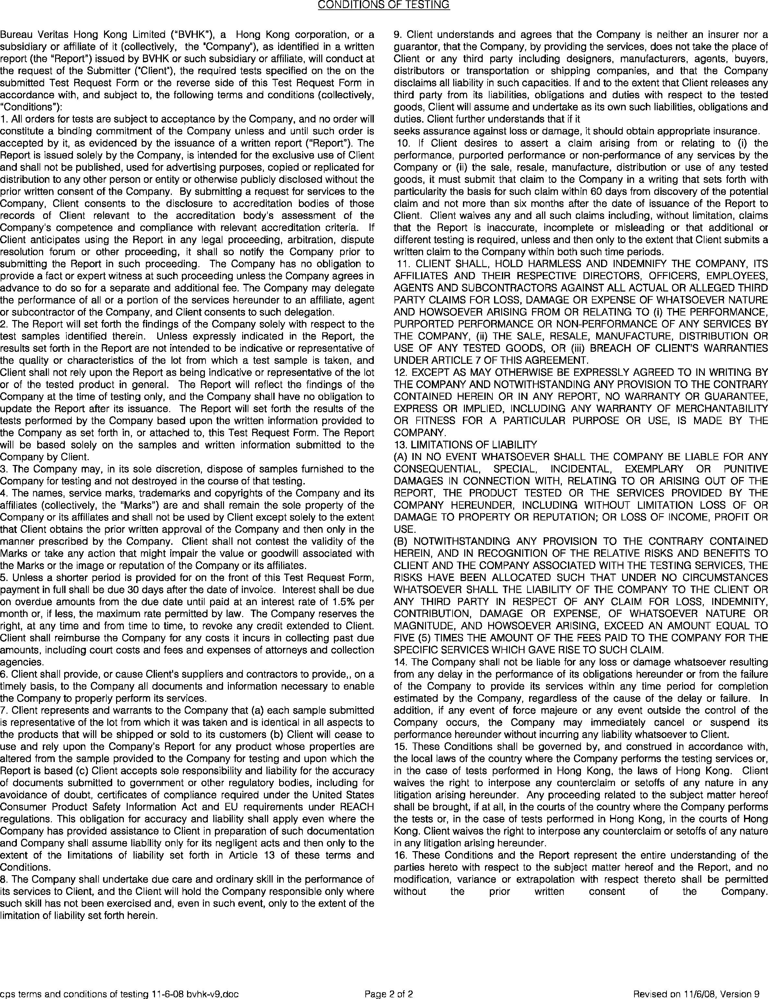 CONDITIONS OF TESTING
Bureau Veritas Hong Kong Limited (“BVHK”), a Hong Kong corporation, or a
subsidiary or affiliate of it (collectively, the "Company"), as identified in a written
report (the “Report”) issued by BVHK or such subsidiary or affiliate, will conduct at
the request of the Submitter ("Client"), the required tests specified on the on the
submitted Test Request Form or the reverse side of this Test Request Form in
accordance with, and subject to, the following terms and conditions (collectively,
“Conditions”):
1. All orders for tests are subject to acceptance by the Company, and no order will
constitute a binding commitment of the Company unless and until such order is
accepted by it, as evidenced by the issuance of a written report (“Report”). The
Report is issued solely by the Company, is intended for the exclusive use of Client
and shall not be published, used for advertising purposes, copied or replicated for
distribution to any other person or entity or otherwise publicly disclosed without the
prior written consent of the Company. By submitting a request for services to the
Company, Client consents to the disclosure to accreditation bodies of those
records of Client relevant to the accreditation body's assessment of the
Company's competence and compliance with relevant accreditation criteria. If
Client anticipates using the Report in any legal proceeding, arbitration, dispute
resolution forum or other proceeding, it shall so notify the Company prior to
submitting the Report in such proceeding. The Company has no obligation to
provide a fact or expert witness at such proceeding unless the Company agrees in
advance to do so for a separate and additional fee. The Company may delegate
the performance of all or a portion of the services hereunder to an affiliate, agent
or subcontractor of the Company, and Client consents to such delegation.
2. The Report will set forth the findings of the Company solely with respect to the
test samples identified therein. Unless expressly indicated in the Report, the
results set forth in the Report are not intended to be indicative or representative of
the quality or characteristics of the lot from which a test sample is taken, and
Client shall not rely upon the Report as being indicative or representative of the lot
or of the tested product in general. The Report will reflect the findings of the
Company at the time of testing only, and the Company shall have no obligation to
update the Report after its issuance. The Report will set forth the results of the
tests performed by the Company based upon the written information provided to
the Company as set forth in, or attached to, this Test Request Form. The Report
will be based solely on the samples and written information submitted to the
Company by Client.
3. The Company may, in its sole discretion, dispose of samples furnished to the
Company for testing and not destroyed in the course of that testing.
4. The names, service marks, trademarks and copyrights of the Company and its
affiliates (collectively, the “Marks”) are and shall remain the sole property of the
Company or its affiliates and shall not be used by Client except solely to the extent
that Client obtains the prior written approval of the Company and then only in the
manner prescribed by the Company. Client shall not contest the validity of the
Marks or take any action that might impair the value or goodwill associated with
the Marks or the image or reputation of the Company or its affiliates.
5. Unless a shorter period is provided for on the front of this Test Request Form,
payment in full shall be due 30 days after the date of invoice. Interest shall be due
on overdue amounts from the due date until paid at an interest rate of 1.5% per
month or, if less, the maximum rate permitted by law. The Company reserves the
right, at any time and from time to time, to revoke any credit extended to Client.
Client shall reimburse the Company for any costs it incurs in collecting past due
amounts, including court costs and fees and expenses of attorneys and collection
agencies.
6. Client shall provide, or cause Client's suppliers and contractors to provide,, on a
timely basis, to the Company all documents and information necessary to enable
the Company to properly perform its services.
7. Client represents and warrants to the Company that (a) each sample submitted
is representative of the lot from which it was taken and is identical in all aspects to
the products that will be shipped or sold to its customers (b) Client will cease to
use and rely upon the Company’s Report for any product whose properties are
altered from the sample provided to the Company for testing and upon which the
Report is based (c) Client accepts sole responsibility and liability for the accuracy
of documents submitted to government or other regulatory bodies, including for
avoidance of doubt, certificates of compliance required under the United States
Consumer Product Safety Information Act and EU requirements under REACH
regulations. This obligation for accuracy and liability shall apply even where the
Company has provided assistance to Client in preparation of such documentation
and Company shall assume liability only for its negligent acts and then only to the
extent of the limitations of liability set forth in Article 13 of these terms and
Conditions.
8. The Company shall undertake due care and ordinary skill in the performance of
its services to Client, and the Client will hold the Company responsible only where
such skill has not been exercised and, even in such event, only to the extent of the
limitation of liability set forth herein.
9. Client understands and agrees that the Company is neither an insurer nor a
guarantor, that the Company, by providing the services, does not take the place of
Client or any third party including designers, manufacturers, agents, buyers,
distributors or transportation or shipping companies, and that the Company
disclaims all liability in such capacities. If and to the extent that Client releases any
third party from its liabilities, obligations and duties with respect to the tested
goods, Client will assume and undertake as its own such liabilities, obligations and
duties. Client further understands that if it
seeks assurance against loss or damage, it should obtain appropriate insurance.
10. If Client desires to assert a claim arising from or relating to (i) the
performance, purported performance or non-performance of any services by the
Company or (ii) the sale, resale, manufacture, distribution or use of any tested
goods, it must submit that claim to the Company in a writing that sets forth with
particularity the basis for such claim within 60 days from discovery of the potential
claim and not more than six months after the date of issuance of the Report to
Client. Client waives any and all such claims including, without limitation, claims
that the Report is inaccurate, incomplete or misleading or that additional or
different testing is required, unless and then only to the extent that Client submits a
written claim to the Company within both such time periods.
11. CLIENT SHALL, HOLD HARMLESS AND INDEMNIFY THE COMPANY, ITS
AFFILIATES AND THEIR RESPECTIVE DIRECTORS, OFFICERS, EMPLOYEES,
AGENTS AND SUBCONTRACTORS AGAINST ALL ACTUAL OR ALLEGED THIRD
PARTY CLAIMS FOR LOSS, DAMAGE OR EXPENSE OF WHATSOEVER NATURE
AND HOWSOEVER ARISING FROM OR RELATING TO (i) THE PERFORMANCE,
PURPORTED PERFORMANCE OR NON-PERFORMANCE OF ANY SERVICES BY
THE COMPANY, (ii) THE SALE, RESALE, MANUFACTURE, DISTRIBUTION OR
USE OF ANY TESTED GOODS, OR (iii) BREACH OF CLIENT'S WARRANTIES
UNDER ARTICLE 7 OF THIS AGREEMENT.
12. EXCEPT AS MAY OTHERWISE BE EXPRESSLY AGREED TO IN WRITING BY
THE COMPANY AND NOTWITHSTANDING ANY PROVISION TO THE CONTRARY
CONTAINED HEREIN OR IN ANY REPORT, NO WARRANTY OR GUARANTEE,
EXPRESS OR IMPLIED, INCLUDING ANY WARRANTY OF MERCHANTABILITY
OR FITNESS FOR A PARTICULAR PURPOSE OR USE, IS MADE BY THE
COMPANY.
13. LIMITATIONS OF LIABILITY
(A) IN NO EVENT WHATSOEVER SHALL THE COMPANY BE LIABLE FOR ANY
CONSEQUENTIAL, SPECIAL, INCIDENTAL, EXEMPLARY OR PUNITIVE
DAMAGES IN CONNECTION WITH, RELATING TO OR ARISING OUT OF THE
REPORT, THE PRODUCT TESTED OR THE SERVICES PROVIDED BY THE
COMPANY HEREUNDER, INCLUDING WITHOUT LIMITATION LOSS OF OR
DAMAGE TO PROPERTY OR REPUTATION; OR LOSS OF INCOME, PROFIT OR
USE.
(B) NOTWITHSTANDING ANY PROVISION TO THE CONTRARY CONTAINED
HEREIN, AND IN RECOGNITION OF THE RELATIVE RISKS AND BENEFITS TO
CLIENT AND THE COMPANY ASSOCIATED WITH THE TESTING SERVICES, THE
RISKS HAVE BEEN ALLOCATED SUCH THAT UNDER NO CIRCUMSTANCES
WHATSOEVER SHALL THE LIABILITY OF THE COMPANY TO THE CLIENT OR
ANY THIRD PARTY IN RESPECT OF ANY CLAIM FOR LOSS, INDEMNITY,
CONTRIBUTION, DAMAGE OR EXPENSE, OF WHATSOEVER NATURE OR
MAGNITUDE, AND HOWSOEVER ARISING, EXCEED AN AMOUNT EQUAL TO
FIVE (5) TIMES THE AMOUNT OF THE FEES PAID TO THE COMPANY FOR THE
SPECIFIC SERVICES WHICH GAVE RISE TO SUCH CLAIM.
14. The Company shall not be liable for any loss or damage whatsoever resulting
from any delay in the performance of its obligations hereunder or from the failure
of the Company to provide its services within any time period for completion
estimated by the Company, regardless of the cause of the delay or failure. In
addition, if any event of force majeure or any event outside the control of the
Company occurs, the Company may immediately cancel or suspend its
performance hereunder without incurring any liability whatsoever to Client.
15. These Conditions shall be governed by, and construed in accordance with,
the local laws of the country where the Company performs the testing services or,
in the case of tests performed in Hong Kong, the laws of Hong Kong. Client
waives the right to interpose any counterclaim or setoffs of any nature in any
litigation arising hereunder. Any proceeding related to the subject matter hereof
shall be brought, if at all, in the courts of the country where the Company performs
the tests or, in the case of tests performed in Hong Kong, in the courts of Hong
Kong. Client waives the right to interpose any counterclaim or setoffs of any nature
in any litigation arising hereunder.
16. These Conditions and the Report represent the entire understanding of the
parties hereto with respect to the subject matter hereof and the Report, and no
modification, variance or extrapolation with respect thereto shall be permitted
without the prior written consent of the Company.
cps terms and conditions of testing 11-6-08 bvhk-v9.doc
Page 2 of 2
Revised on 11/6/08, Version 9